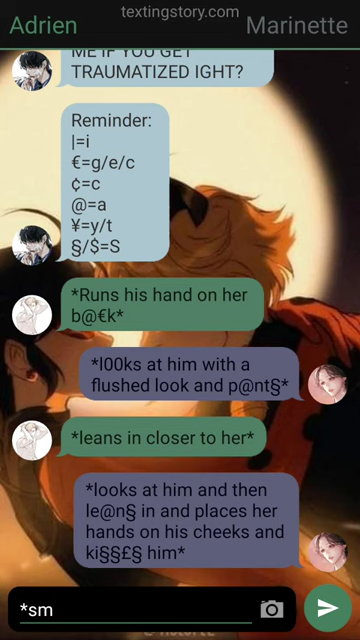 textingstory.com
Adrien
Marinette
ME IF YOU GET
TRAUMATIZED IGHT?
Reminder:
|=i
€=g/e/c
¢=c
@=a
¥=y/t
§/$=S
*Runs his hand on her
b@€k*
*l00ks at him with a
flushed look and p@nt§*
*leans in closer to her*
*looks at him and then
le@n§ in and places her
hands on his cheeks and
ki§§£§ him*
*sm